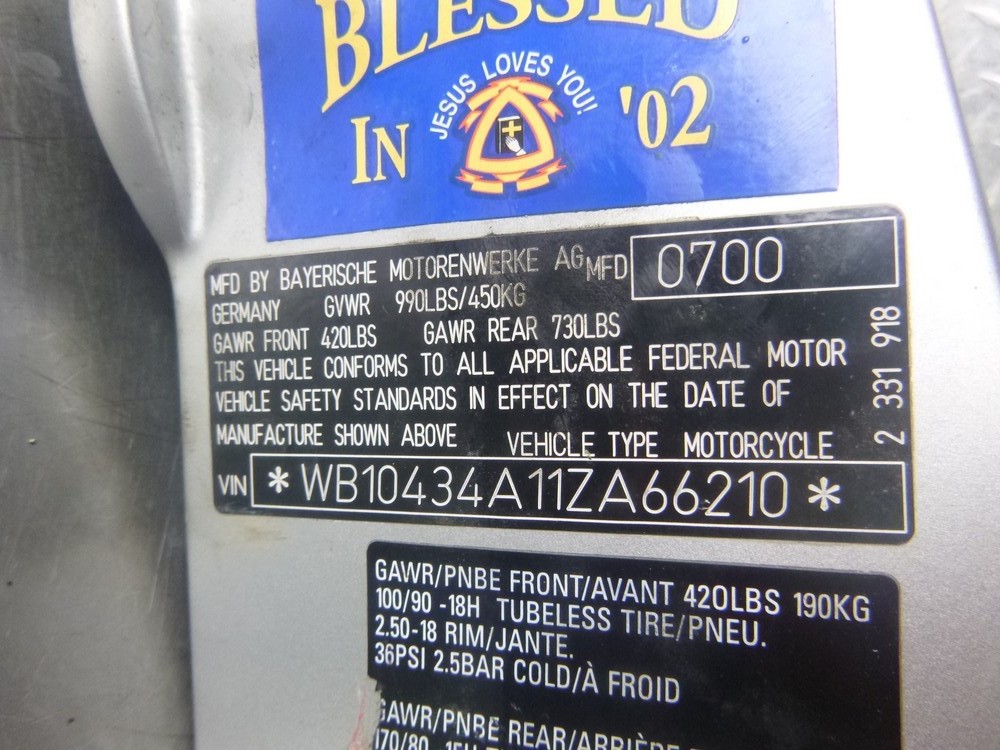 BLESSED
IN JESUS LOVES YOU! '02
MFD BY BAYERISCHE MOTORENWERKE AG MFD 0700
GERMANY GVWR 990LBS/450KG
GAWR FRONT 420LBS GAWR REAR 730LBS
THIS VEHICLE CONFORMS TO ALL APPLICABLE FEDERAL MOTOR
VEHICLE SAFETY STANDARDS IN EFFECT ON THE DATE OF
MANUFACTURE SHOWN ABOVE VEHICLE TYPE MOTORCYCLE
2 331 918
VIN *WB10434A11ZA66210*
GAWR/PNBE FRONT/AVANT 420LBS 190KG
100/90 -18H TUBELESS TIRE/PNEU.
2.50-18 RIM/JANTE.
36PSI 2.5BAR COLD/À FROID
GAWR/PNBE REAR/ARRIÈRE
170/80